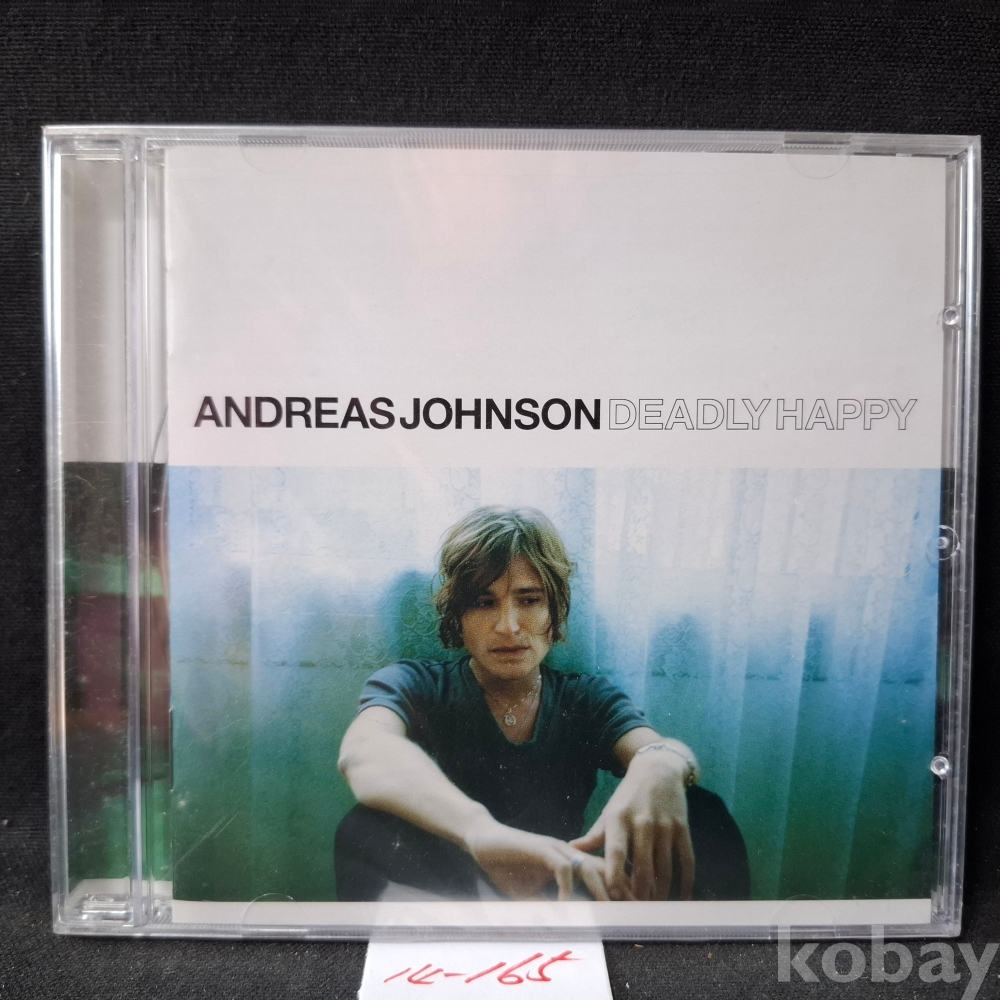 ANDREAS JOHNSON DEADLY HAPPY
14-165
kobay